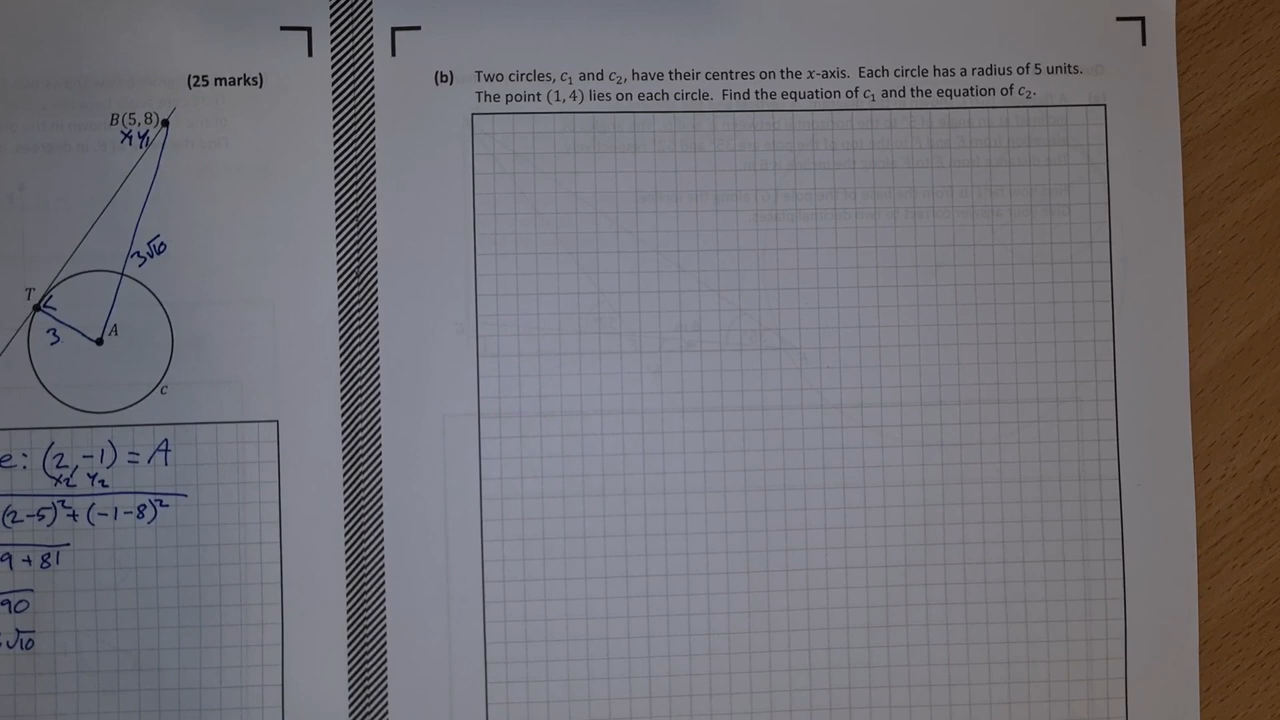 (25 marks)
B(5,8)
x₁ y₁
3√10
T
3
A
c
e: (2,-1) = A
x₂ y₂
(2-5)² + (-1-8)²
9 + 81
90
√10
(b) Two circles, c₁ and c₂, have their centres on the x-axis. Each circle has a radius of 5 units.
The point (1, 4) lies on each circle. Find the equation of c₁ and the equation of c₂.